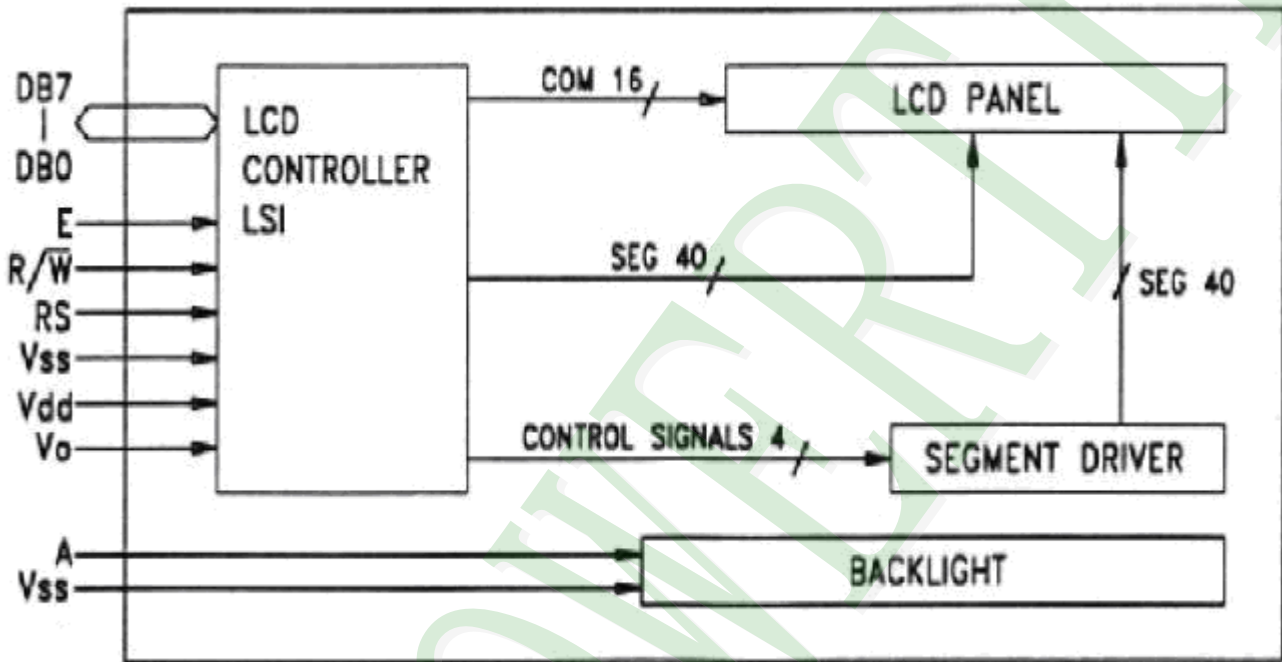 DB7
|
DB0
E
R/W̅
RS
Vss
Vdd
Vo
A
Vss
LCD
CONTROLLER
LSI
COM 16
LCD PANEL
SEG 40
SEG 40
CONTROL SIGNALS 4
SEGMENT DRIVER
BACKLIGHT